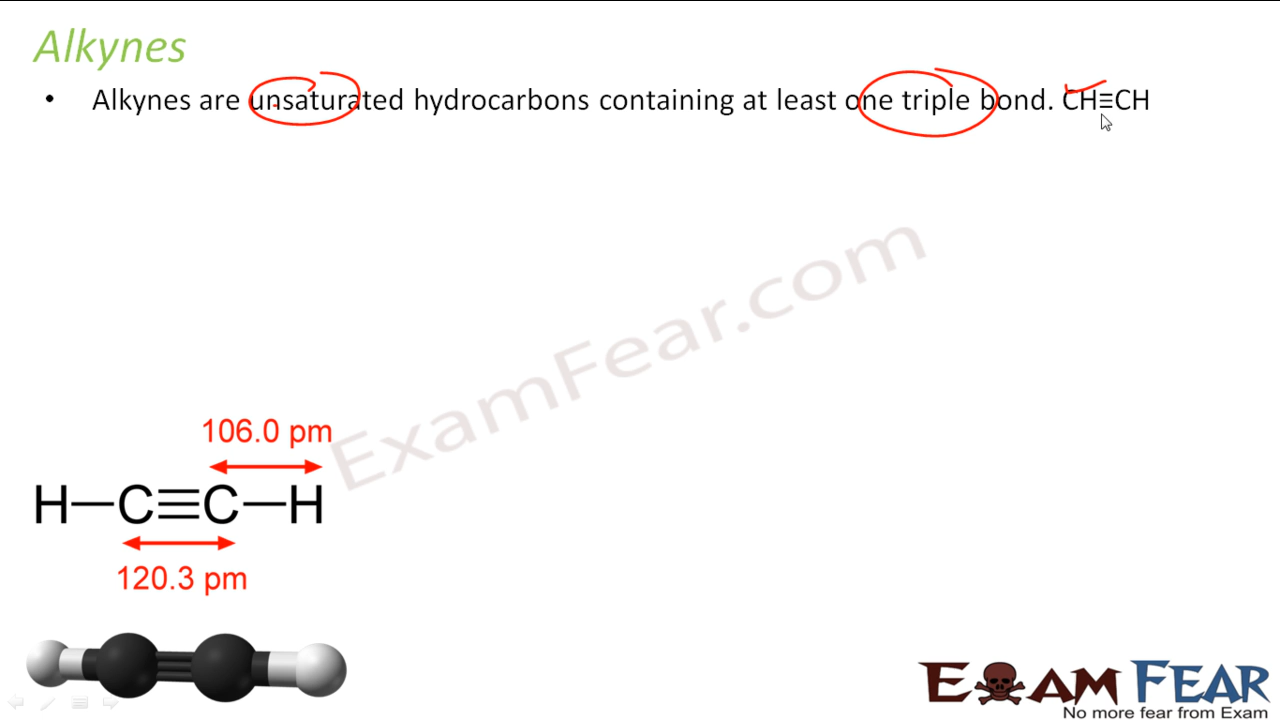 Alkynes
• Alkynes are unsaturated hydrocarbons containing at least one triple bond. CH≡CH
ExamFear.com
106.0 pm
H—C≡C—H
120.3 pm
EXAM FEAR
No more fear from Exam